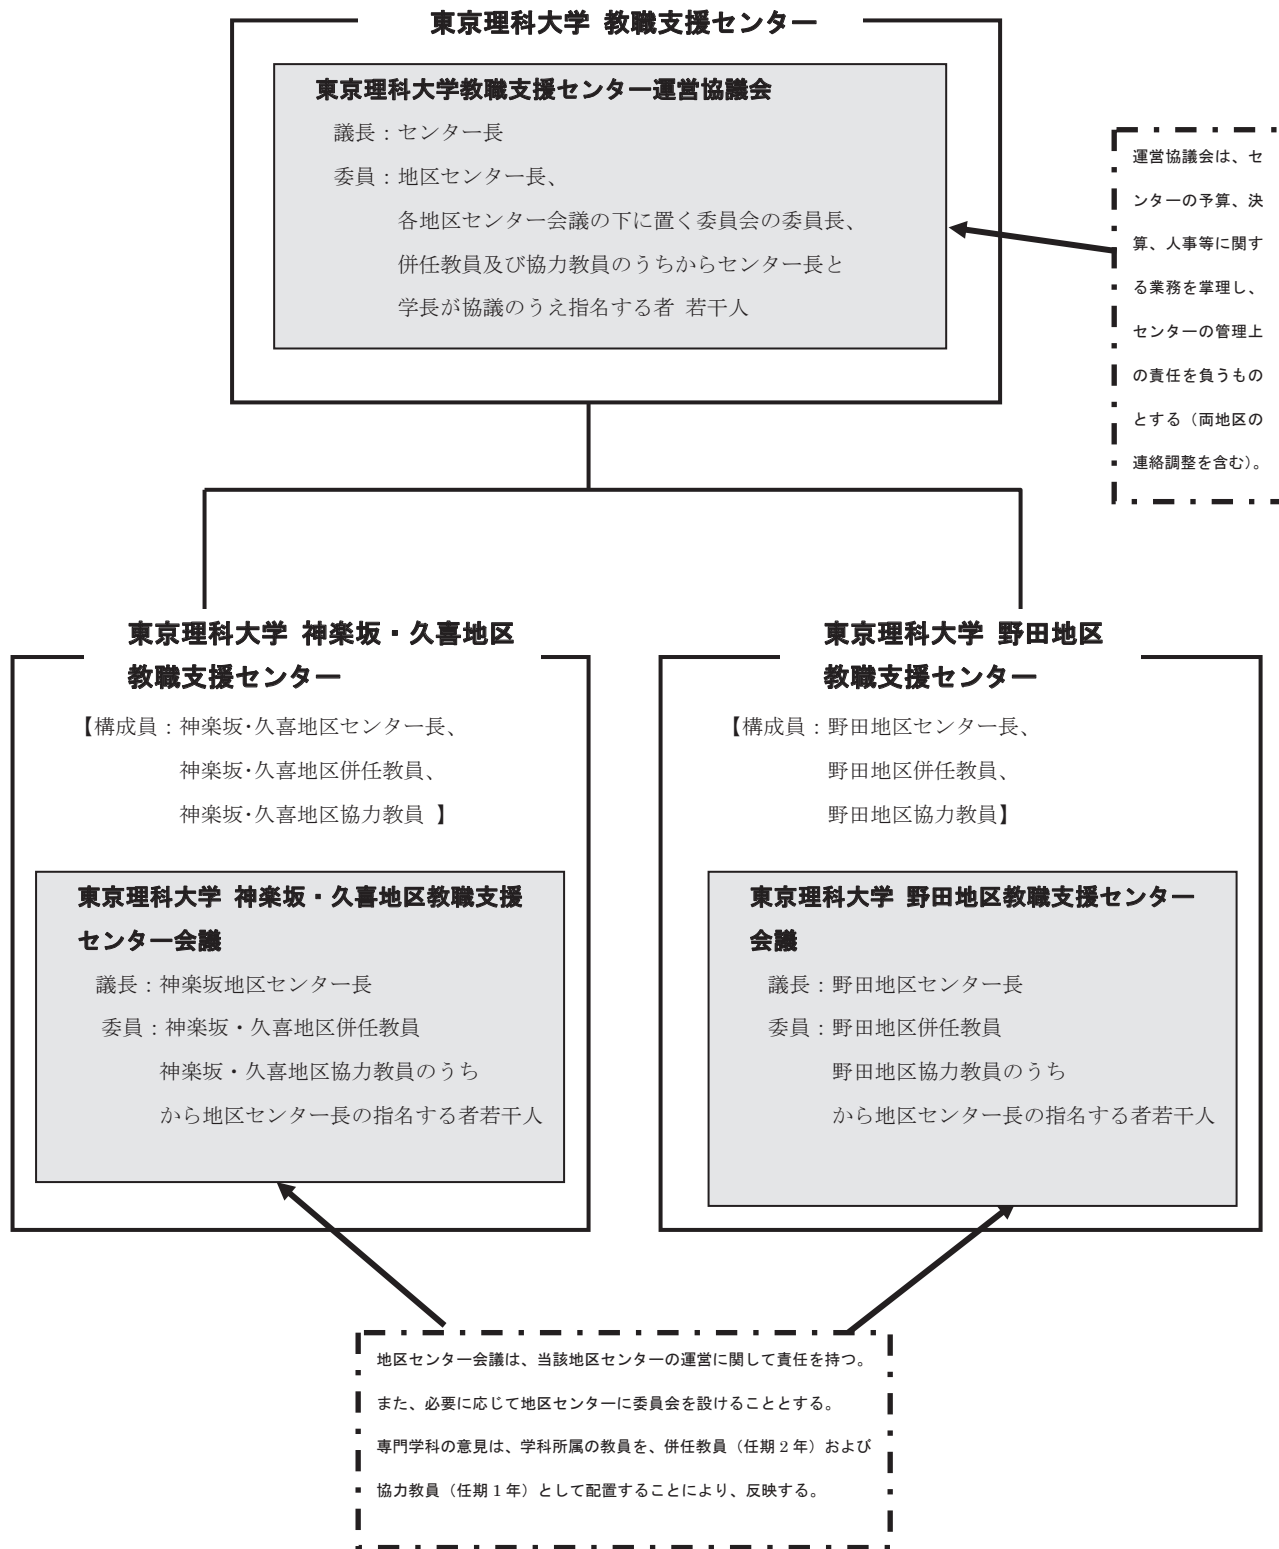 東京理科大学 教職支援センター
東京理科大学教職支援センター運営協議会
議長：センター長
委員：地区センター長、
各地区センター会議の下に置く委員会の委員長、
併任教員及び協力教員のうちからセンター長と
学長が協議のうえ指名する者 若干人
運営協議会は、セ
ンターの予算、決
算、人事等に関す
る業務を掌理し、
センターの管理上
の責任を負うもの
とする（両地区の
連絡調整を含む）。
東京理科大学 神楽坂・久喜地区
教職支援センター
【構成員：神楽坂・久喜地区センター長、
神楽坂・久喜地区併任教員、
神楽坂・久喜地区協力教員 】
東京理科大学 神楽坂・久喜地区教職支援
センター会議
議長：神楽坂地区センター長
委員：神楽坂・久喜地区併任教員
神楽坂・久喜地区協力教員のうち
から地区センター長の指名する者若干人
東京理科大学 野田地区
教職支援センター
【構成員：野田地区センター長、
野田地区併任教員、
野田地区協力教員】
東京理科大学 野田地区教職支援センター
会議
議長：野田地区センター長
委員：野田地区併任教員
野田地区協力教員のうち
から地区センター長の指名する者若干人
地区センター会議は、当該地区センターの運営に関して責任を持つ。
また、必要に応じて地区センターに委員会を設けることとする。
専門学科の意見は、学科所属の教員を、併任教員（任期２年）および
協力教員（任期１年）として配置することにより、反映する。